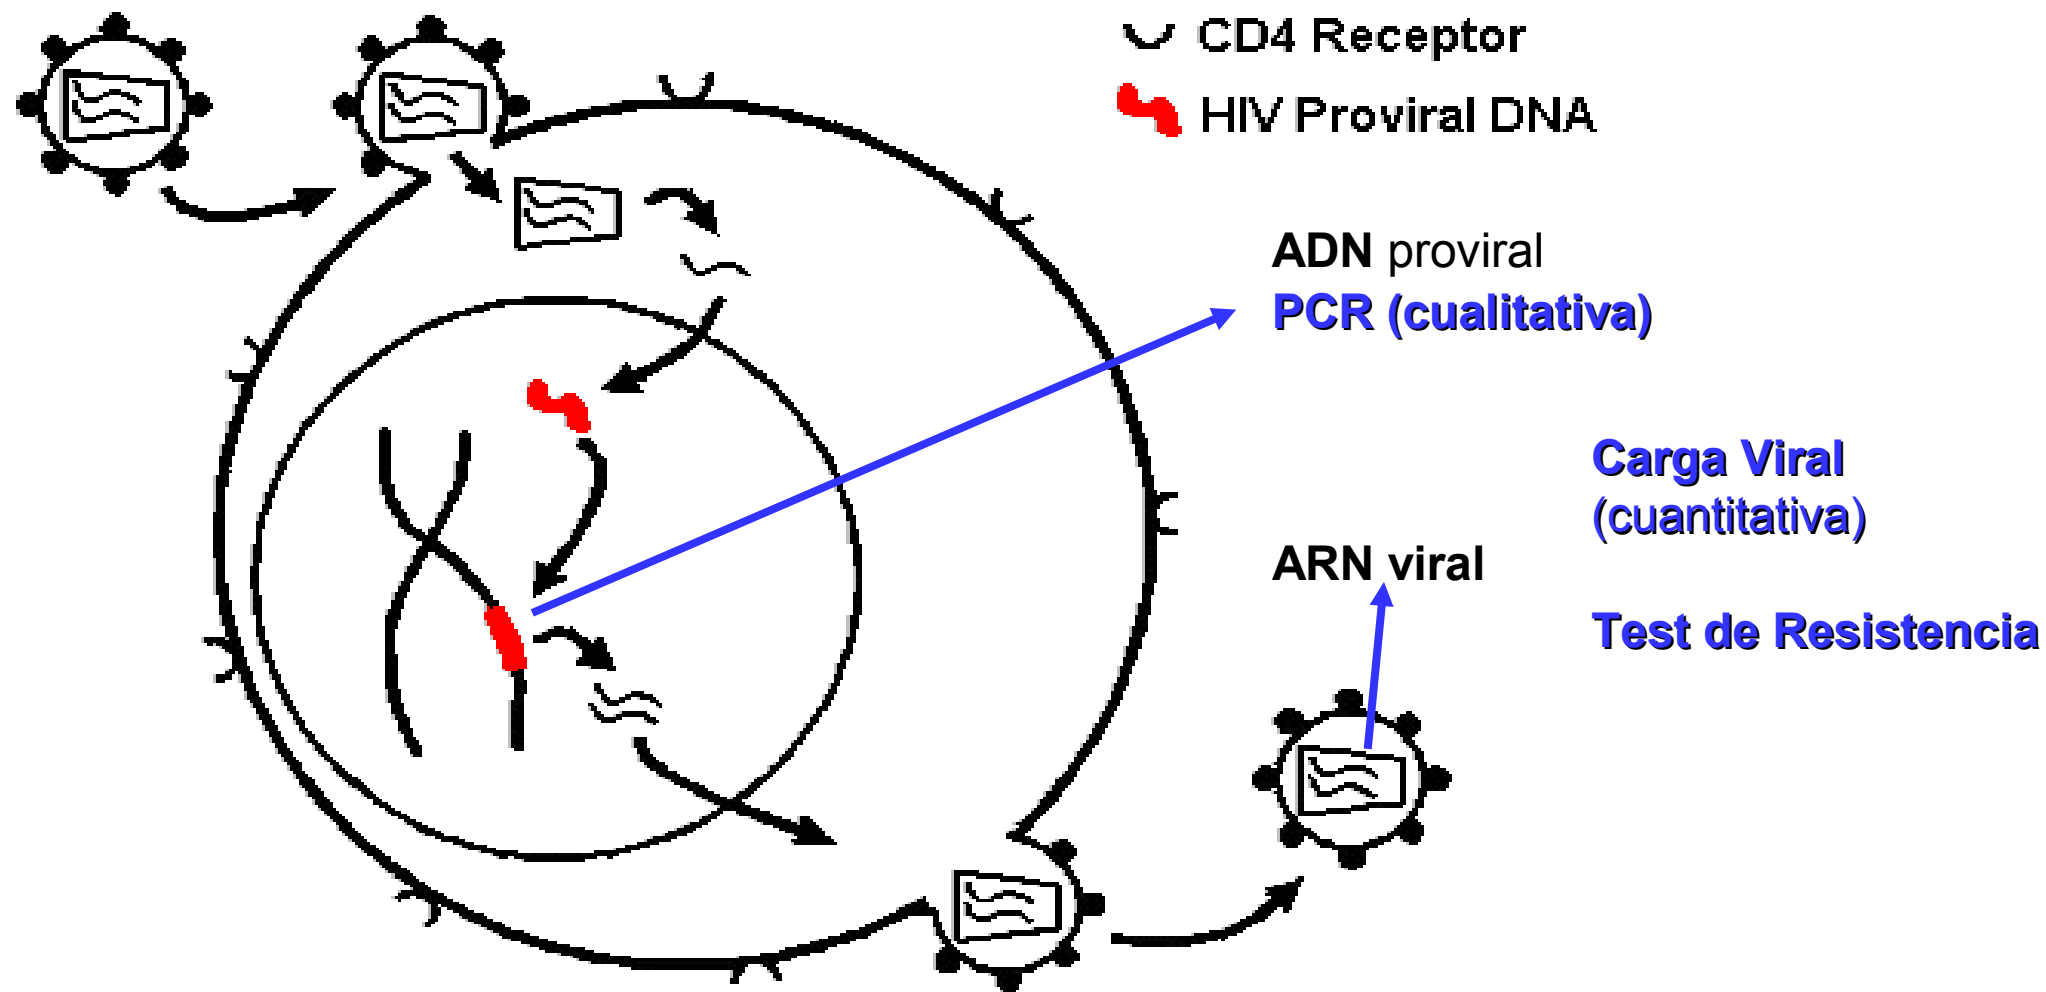 CD4 Receptor
HIV Proviral DNA
ADN proviral
PCR (cualitativa)
Carga Viral
(cuantitativa)
ARN viral
Test de Resistencia